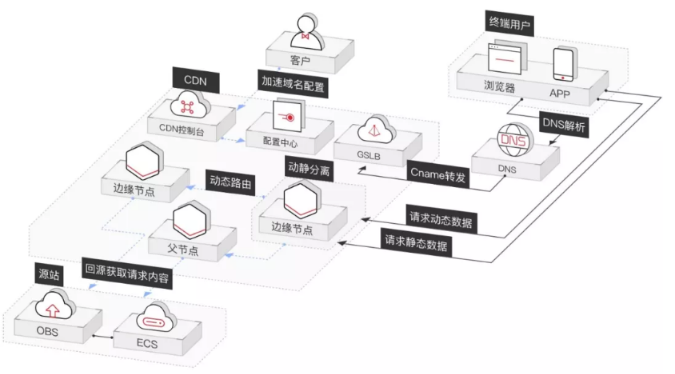 终端用户
客户
浏览器
APP
CDN
加速域名配置
CDN控制台
配置中心
GSLB
DNS解析
DNS
DNS
动静分离
Cname转发
边缘节点
动态路由
边缘节点
请求动态数据
父节点
请求静态数据
源站
回源获取请求内容
OBS
ECS